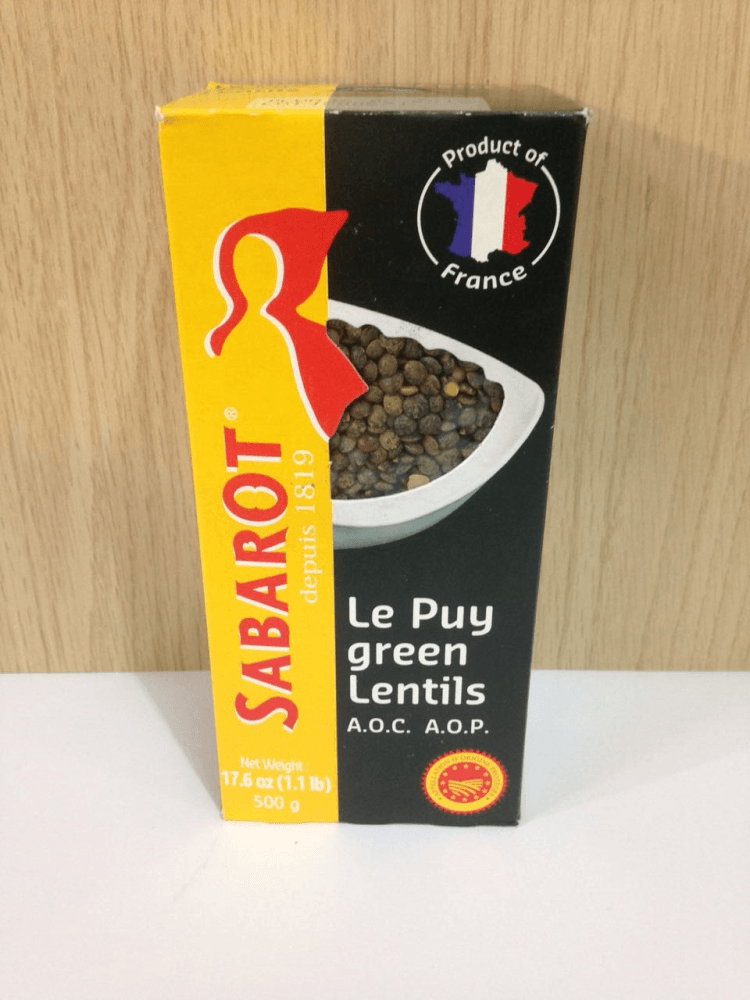 Product of
France
SABAROT®
depuis 1819
Le Puy
green
Lentils
A.O.C. A.O.P.
Net Weight
17.6 oz (1.1 lb)
500 g